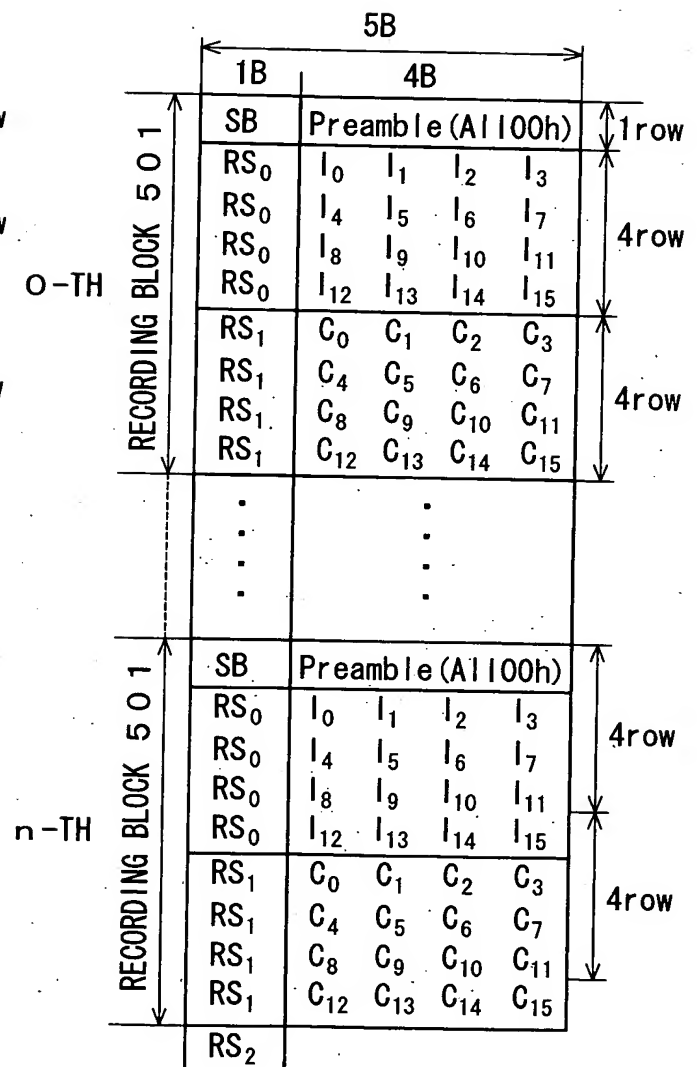 5B
1B 4B
SB Preamble(All00h) 1row
RS0 I0 I1 I2 I3
RS0 I4 I5 I6 I7
RS0 I8 I9 I10 I11
RS0 I12 I13 I14 I15
4row
RS1 C0 C1 C2 C3
RS1 C4 C5 C6 C7
RS1 C8 C9 C10 C11
RS1 C12 C13 C14 C15
4row
O-TH
RECORDING BLOCK 501
SB Preamble(All00h)
RS0 I0 I1 I2 I3
RS0 I4 I5 I6 I7
RS0 I8 I9 I10 I11
RS0 I12 I13 I14 I15
4row
RS1 C0 C1 C2 C3
RS1 C4 C5 C6 C7
RS1 C8 C9 C10 C11
RS1 C12 C13 C14 C15
4row
n-TH
RECORDING BLOCK 501
RS2